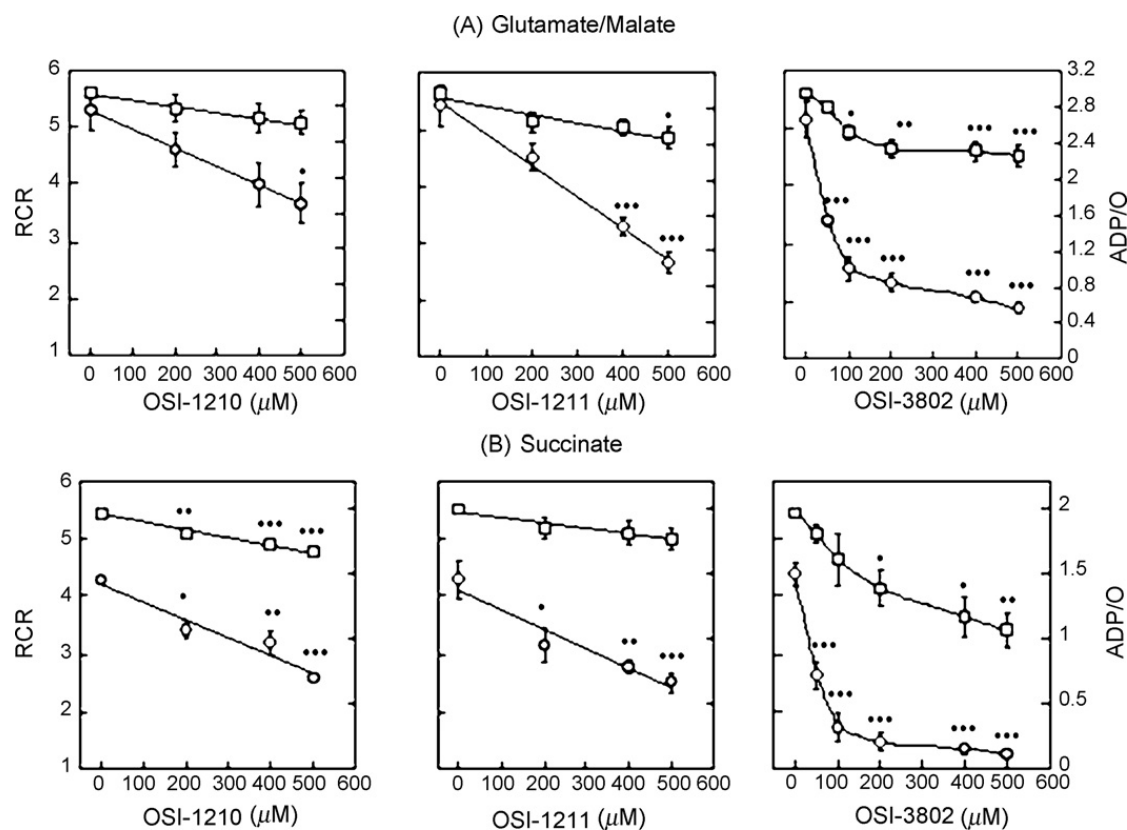 (A) Glutamate/Malate
RCR
6
5
4
3
2
1
3.2
2.8
2.4
2
1.6
1.2
0.8
0.4
0
ADP/O
0 100 200 300 400 500 600
0 100 200 300 400 500 600
0 100 200 300 400 500 600
OSI-1210 (μM)
OSI-1211 (μM)
OSI-3802 (μM)
(B) Succinate
RCR
6
5
4
3
2
1
2
1.5
1
0.5
0
ADP/O
0 100 200 300 400 500 600
0 100 200 300 400 500 600
0 100 200 300 400 500 600
OSI-1210 (μM)
OSI-1211 (μM)
OSI-3802 (μM)